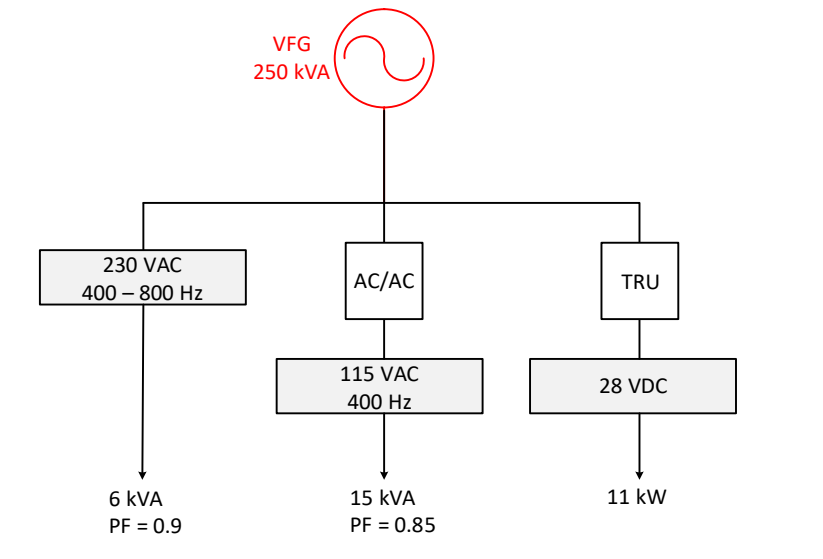 VFG
250 kVA
230 VAC
400 – 800 Hz
AC/AC
TRU
115 VAC
400 Hz
28 VDC
6 kVA
PF = 0.9
15 kVA
PF = 0.85
11 kW